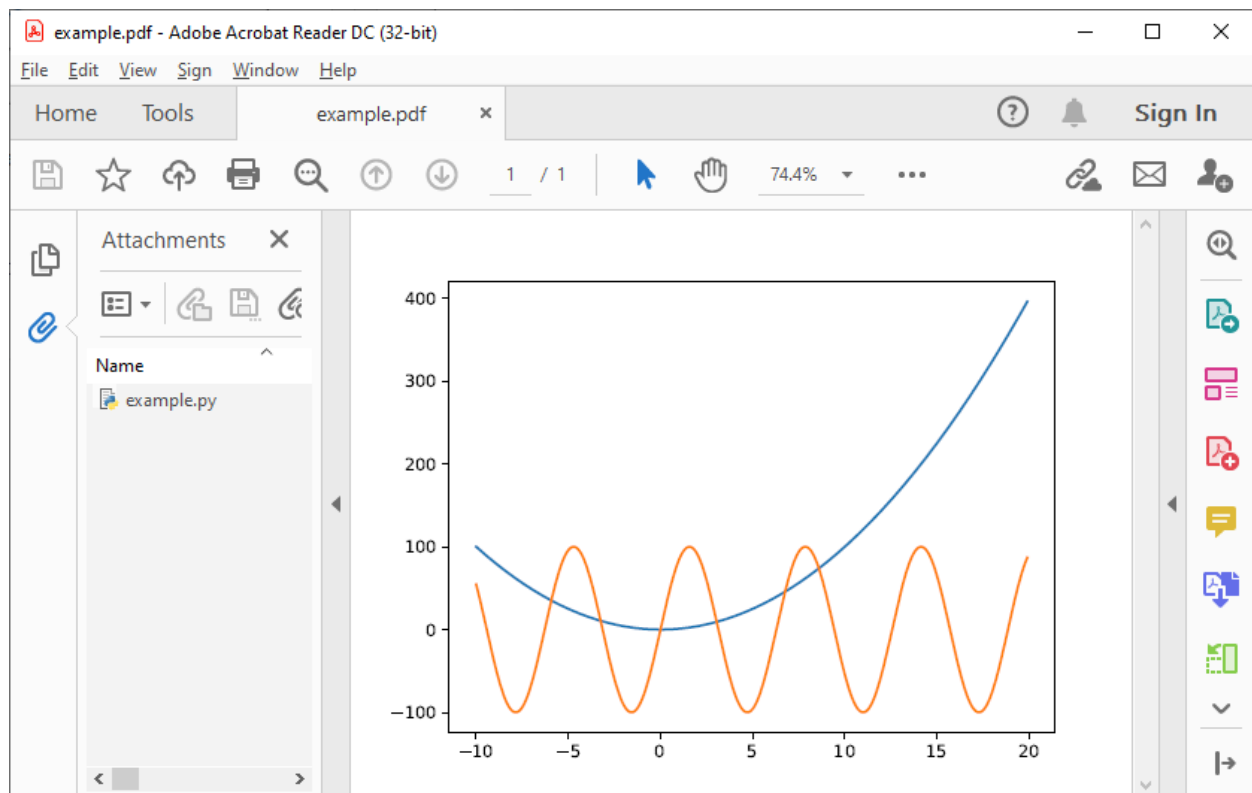 example.pdf - Adobe Acrobat Reader DC (32-bit)
File Edit View Sign Window Help
Home Tools example.pdf × Sign In
1 / 1 74.4%
Attachments
Name
example.py
400
300
200
100
0
−100
−10 −5 0 5 10 15 20